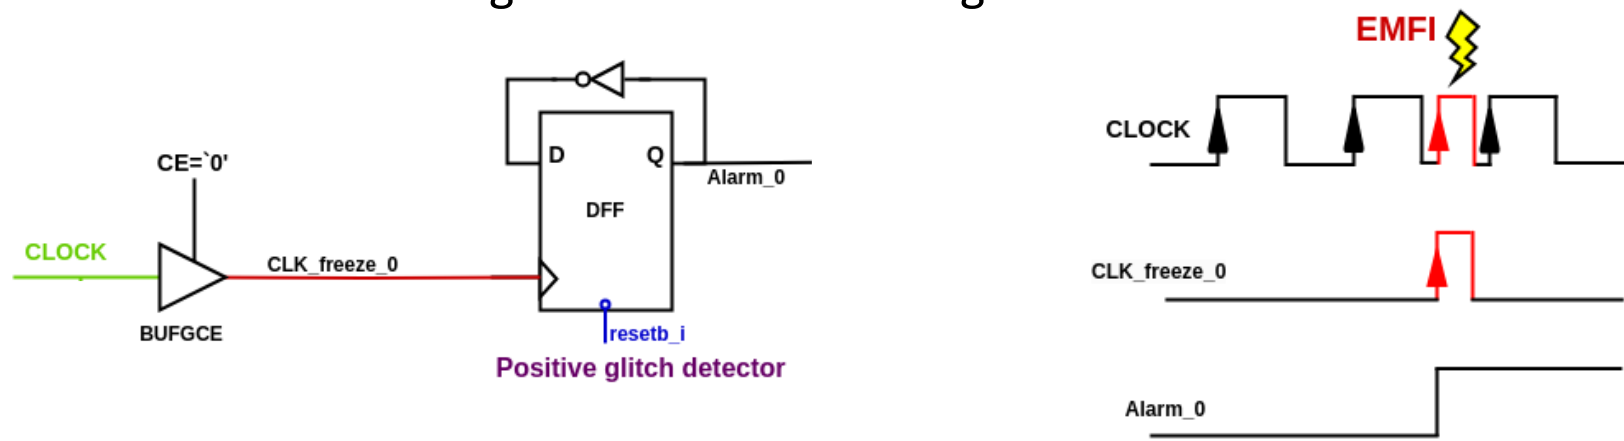 EMFI
CE=`0'
D
Q
Alarm_0
DFF
CLOCK
CLK_freeze_0
BUFGCE
resetb_i
Positive glitch detector
CLOCK
CLK_freeze_0
Alarm_0